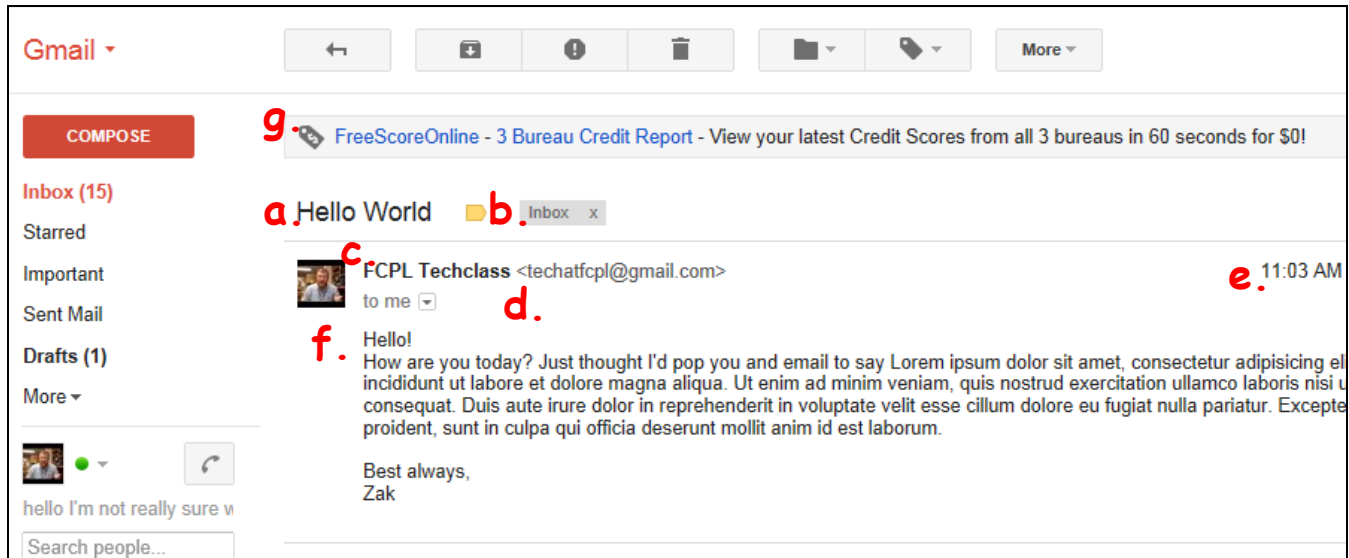 Gmail
More
COMPOSE
g. FreeScoreOnline - 3 Bureau Credit Report - View your latest Credit Scores from all 3 bureaus in 60 seconds for $0!
Inbox (15)
Starred
Important
Sent Mail
Drafts (1)
More
hello I'm not really sure w
Search people...
a. Hello World b. Inbox x
c. FCPL Techclass <techatfcpl@gmail.com> e. 11:03 AM
to me d.
f. Hello!
How are you today? Just thought I'd pop you and email to say Lorem ipsum dolor sit amet, consectetur adipisicing eli
incididunt ut labore et dolore magna aliqua. Ut enim ad minim veniam, quis nostrud exercitation ullamco laboris nisi u
consequat. Duis aute irure dolor in reprehenderit in voluptate velit esse cillum dolore eu fugiat nulla pariatur. Excepte
proident, sunt in culpa qui officia deserunt mollit anim id est laborum.
Best always,
Zak